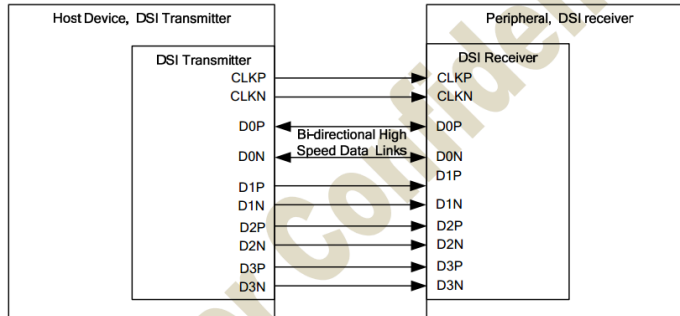 Host Device, DSI Transmitter
Peripheral, DSI receiver
DSI Transmitter
DSI Receiver
CLKP
CLKP
CLKN
CLKN
D0P
D0P
Bi-directional High
Speed Data Links
D0N
D0N
D1P
D1P
D1N
D1N
D2P
D2P
D2N
D2N
D3P
D3P
D3N
D3N